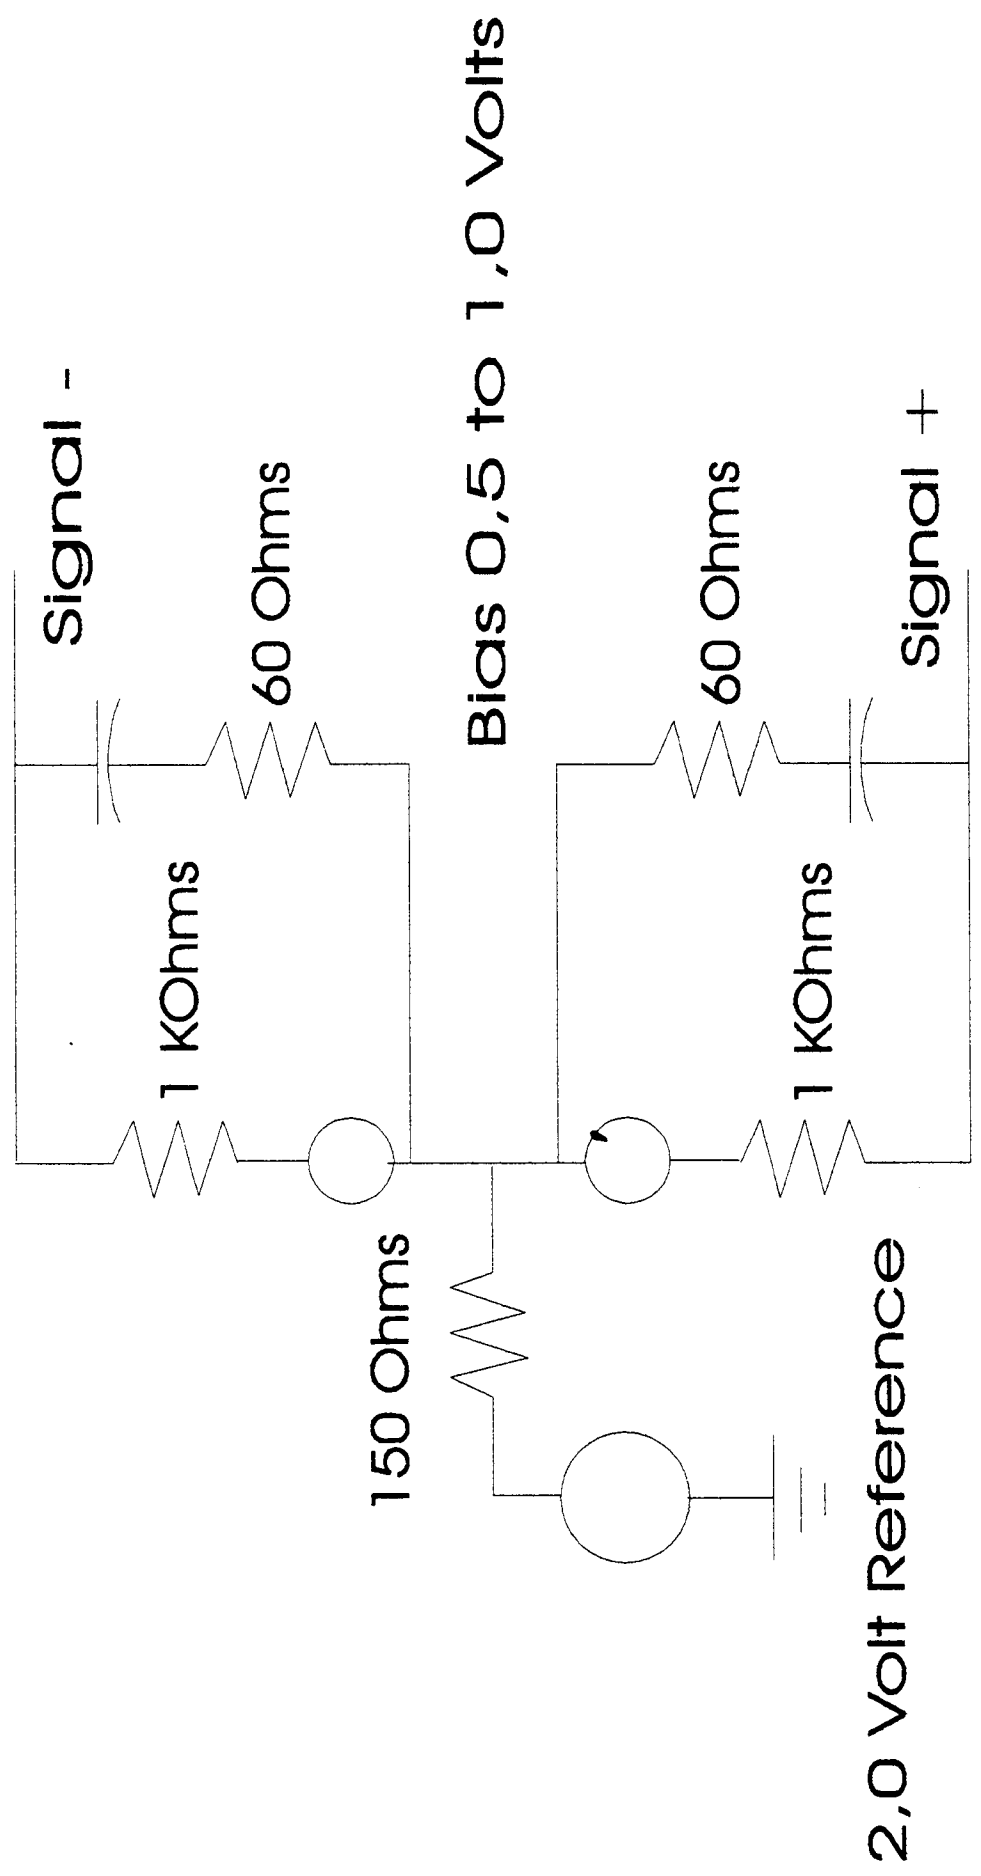 Signal -
60 Ohms
1 KOhms
Bias 0,5 to 1,0 Volts
150 Ohms
60 Ohms
1 KOhms
Signal +
2,0 Volt Reference